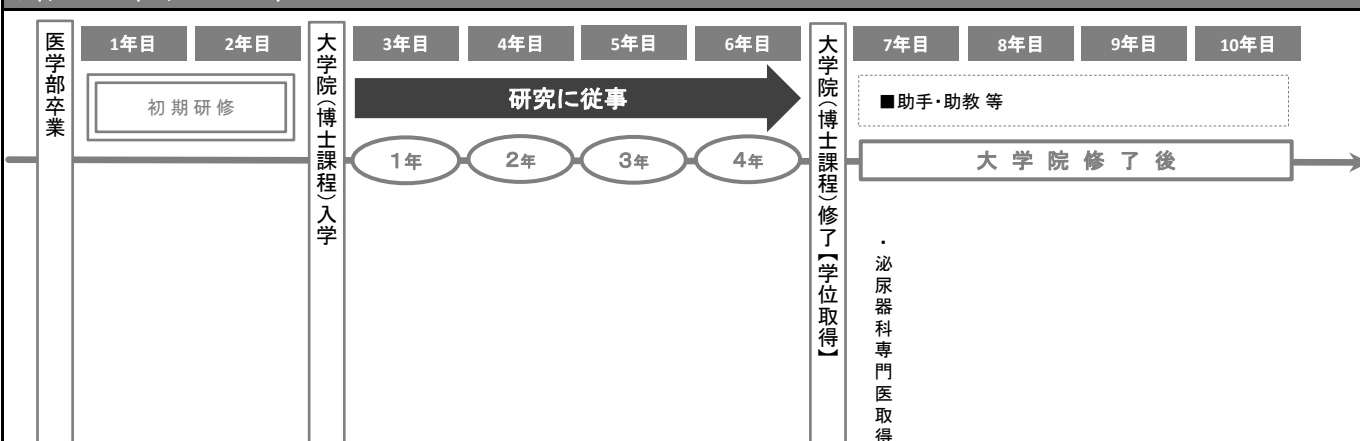 医学部卒業
1年目
2年目
初期研修
大学院（博士課程）入学
3年目
4年目
5年目
6年目
研究に従事
1年
2年
3年
4年
大学院（博士課程）修了【学位取得】
7年目
8年目
9年目
10年目
■助手・助教 等
大学院修了後
・泌尿器科専門医取得